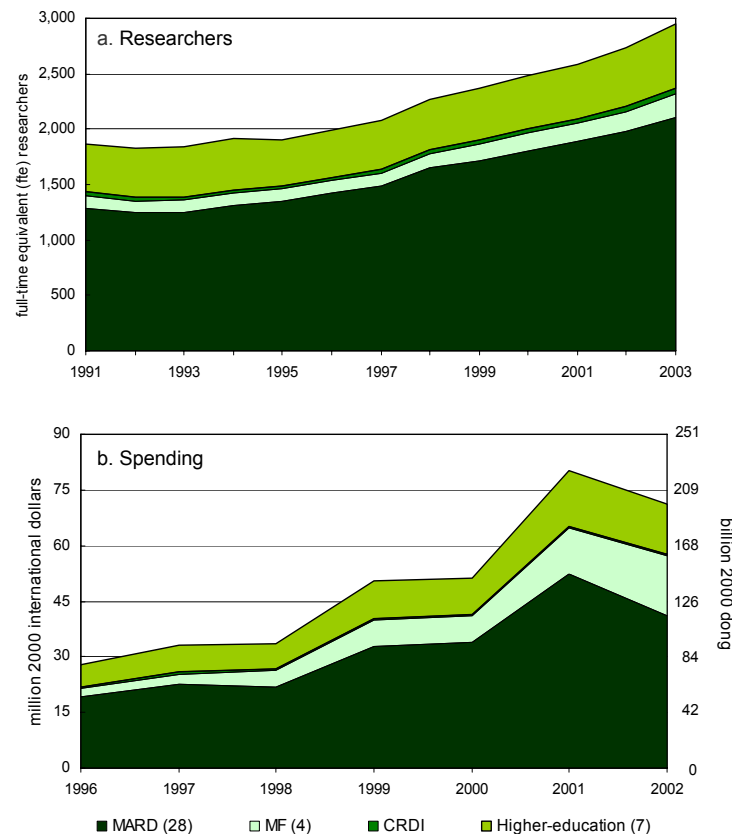 a. Researchers
full-time equivalent (fte) researchers
3,000
2,500
2,000
1,500
1,000
500
0
1991 1993 1995 1997 1999 2001 2003
b. Spending
million 2000 international dollars
90
75
60
45
30
15
0
251
209
168
126
84
42
0
billion 2000 dong
1996 1997 1998 1999 2000 2001 2002
MARD (28) MF (4) CRDI Higher-education (7)